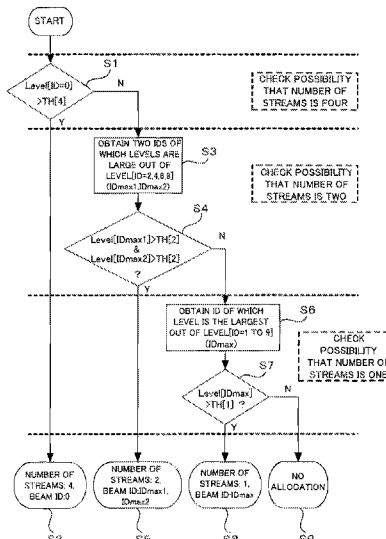 START
S1
Level[ID=0]
>TH[4]
N
Y
CHECK POSSIBILITY
THAT NUMBER OF
STREAMS IS FOUR
OBTAIN TWO IDS OF
WHICH LEVELS ARE
LARGE OUT OF
LEVEL[ID=2,4,6,8]
(IDmax1,IDmax2)
S3
CHECK POSSIBILITY
THAT NUMBER OF
STREAMS IS TWO
S4
Level[IDmax1]>TH[2]
&
Level[IDmax2]>TH[2]
?
N
Y
OBTAIN ID OF WHICH
LEVEL IS THE LARGEST
OUT OF LEVEL[ID=1 TO 9]
(IDmax)
S6
CHECK
POSSIBILITY
THAT NUMBER OF
STREAMS IS ONE
S7
Level[IDmax]
>TH[1] ?
N
Y
NUMBER OF
STREAMS: 4,
BEAM ID:0
NUMBER OF
STREAMS: 2,
BEAM ID:IDmax1,
IDmax2
NUMBER OF
STREAMS: 1,
BEAM ID:IDmax
NO
ALLOCATION